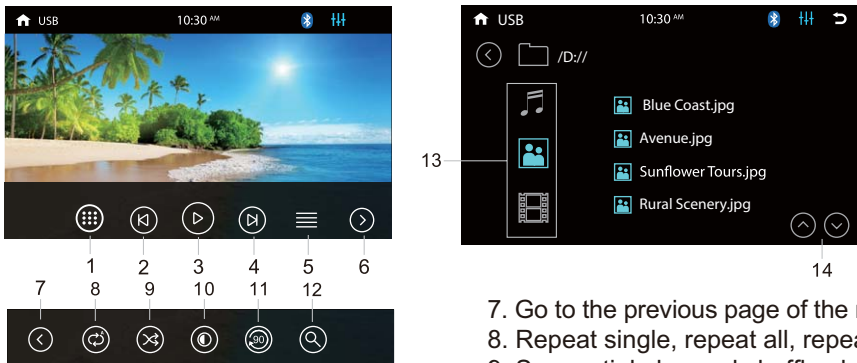 USB 10:30 AM
1 2 3 4 5 6
7 8 9 10 11 12
90
USB 10:30 AM
/D://
Blue Coast.jpg
Avenue.jpg
Sunflower Tours.jpg
Rural Scenery.jpg
13
14
7. Go to the previous page of the
8. Repeat single, repeat all,